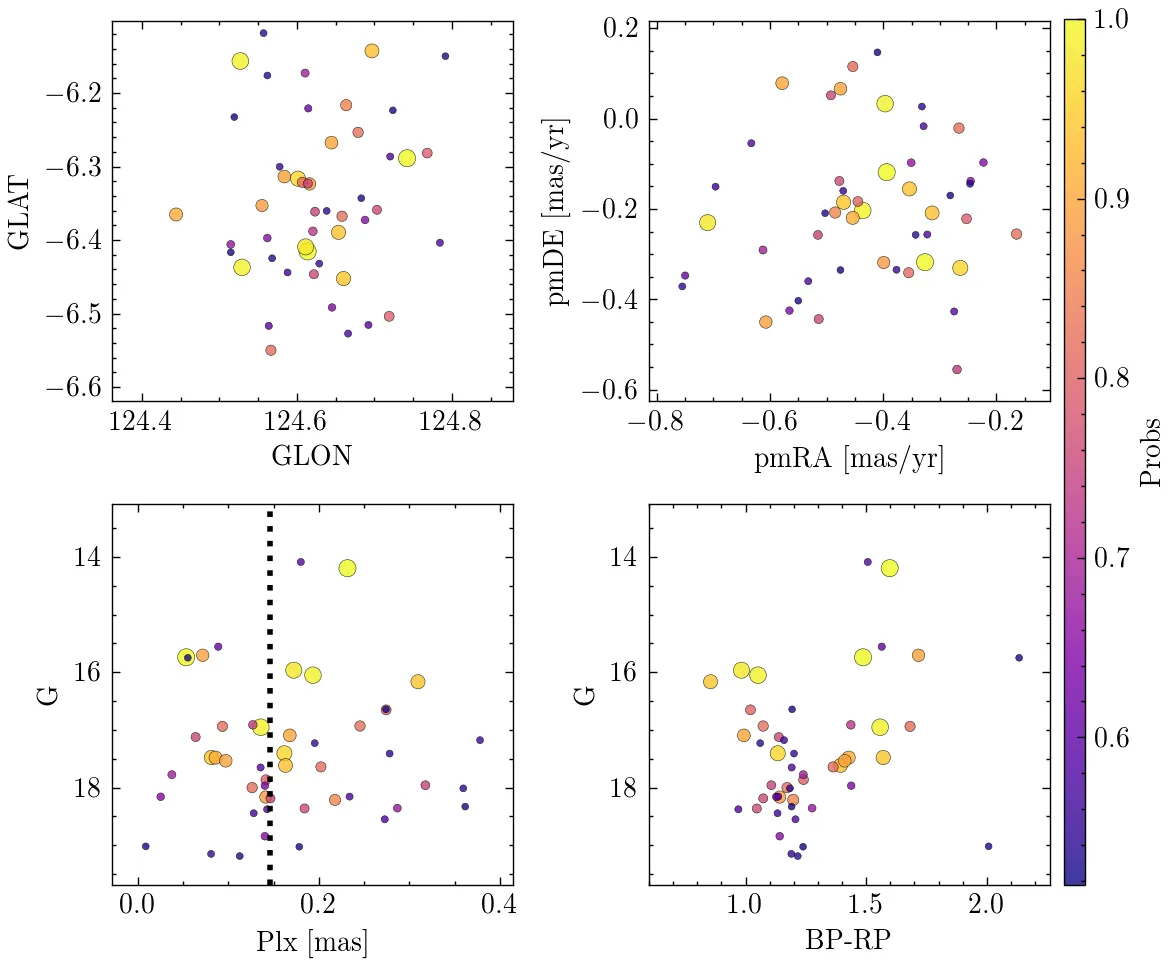 −6.2
−6.3
−6.4
−6.5
−6.6
GLAT
124.4 124.6 124.8
GLON
0.2
0.0
−0.2
−0.4
−0.6
pmDE [mas/yr]
−0.8 −0.6 −0.4 −0.2
pmRA [mas/yr]
14
16
18
G
0.0 0.2 0.4
Plx [mas]
14
16
18
G
1.0 1.5 2.0
BP-RP
1.0
0.9
0.8
0.7
0.6
Probs